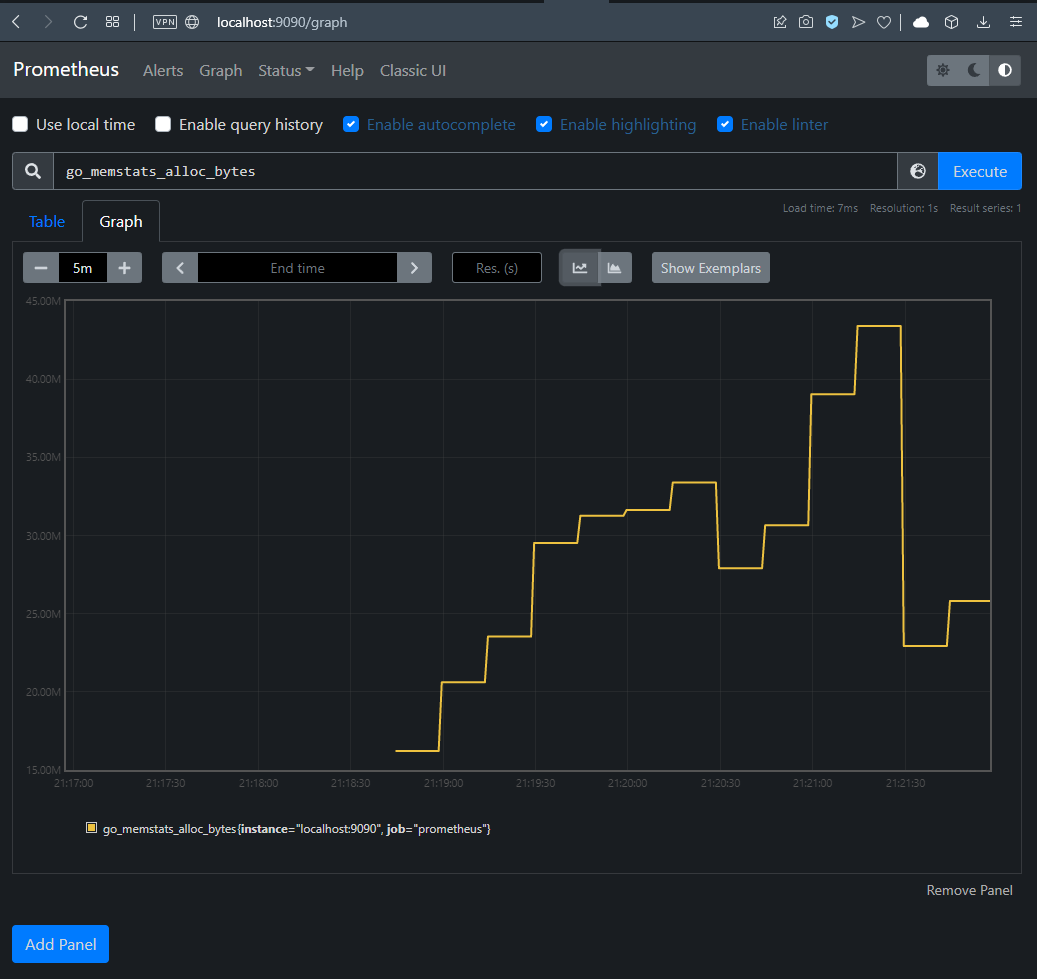 VPN localhost:9090/graph
Prometheus Alerts Graph Status Help Classic UI
Use local time Enable query history Enable autocomplete Enable highlighting Enable linter
go_memstats_alloc_bytes Execute
Load time: 7ms Resolution: 1s Result series: 1
Table Graph
5m End time Res. (s) Show Exemplars
45.00M
40.00M
35.00M
30.00M
25.00M
20.00M
15.00M
21:17:00 21:17:30 21:18:00 21:18:30 21:19:00 21:19:30 21:20:00 21:20:30 21:21:00 21:21:30
go_memstats_alloc_bytes{instance="localhost:9090", job="prometheus"}
Remove Panel
Add Panel